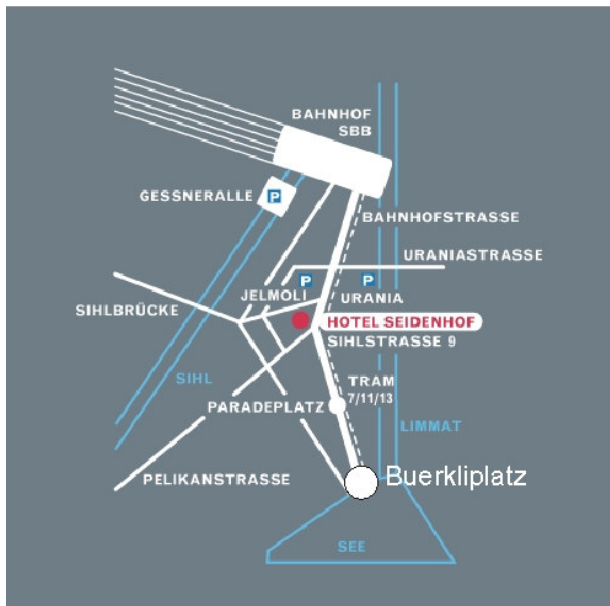 BAHNHOF
SBB
GESSNERALLE
P
BAHNHOFSTRASSE
URANIASTRASSE
P
P
JELMOLI
URANIA
SIHLBRÜCKE
HOTEL SEIDENHOF
SIHLSTRASSE 9
SIHL
TRAM
7/11/13
PARADEPLATZ
LIMMAT
PELIKANSTRASSE
Buerkliplatz
SEE